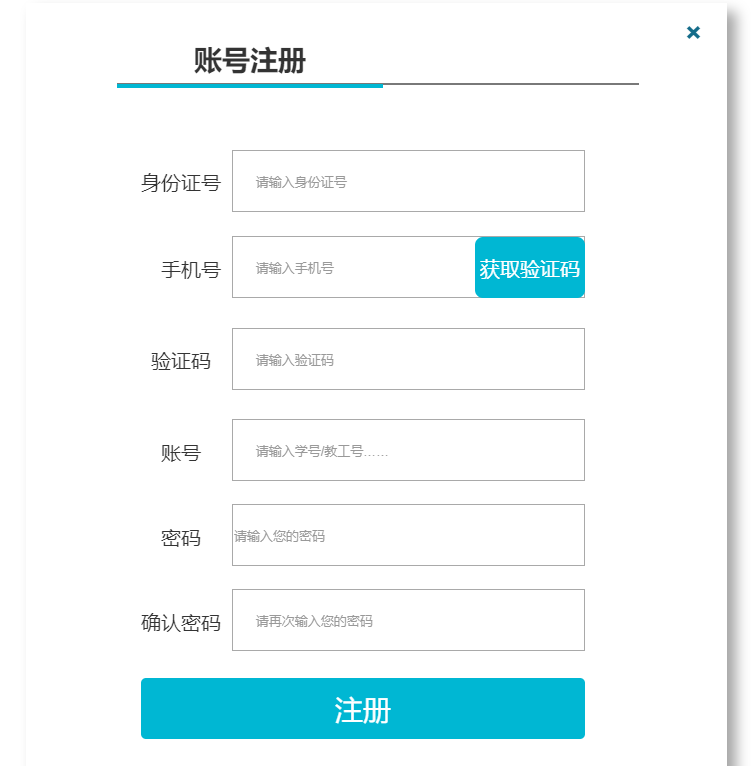 账号注册
身份证号 请输入身份证号
手机号 请输入手机号 获取验证码
验证码 请输入验证码
账号 请输入学号/教工号……
密码 请输入您的密码
确认密码 请再次输入您的密码
注册